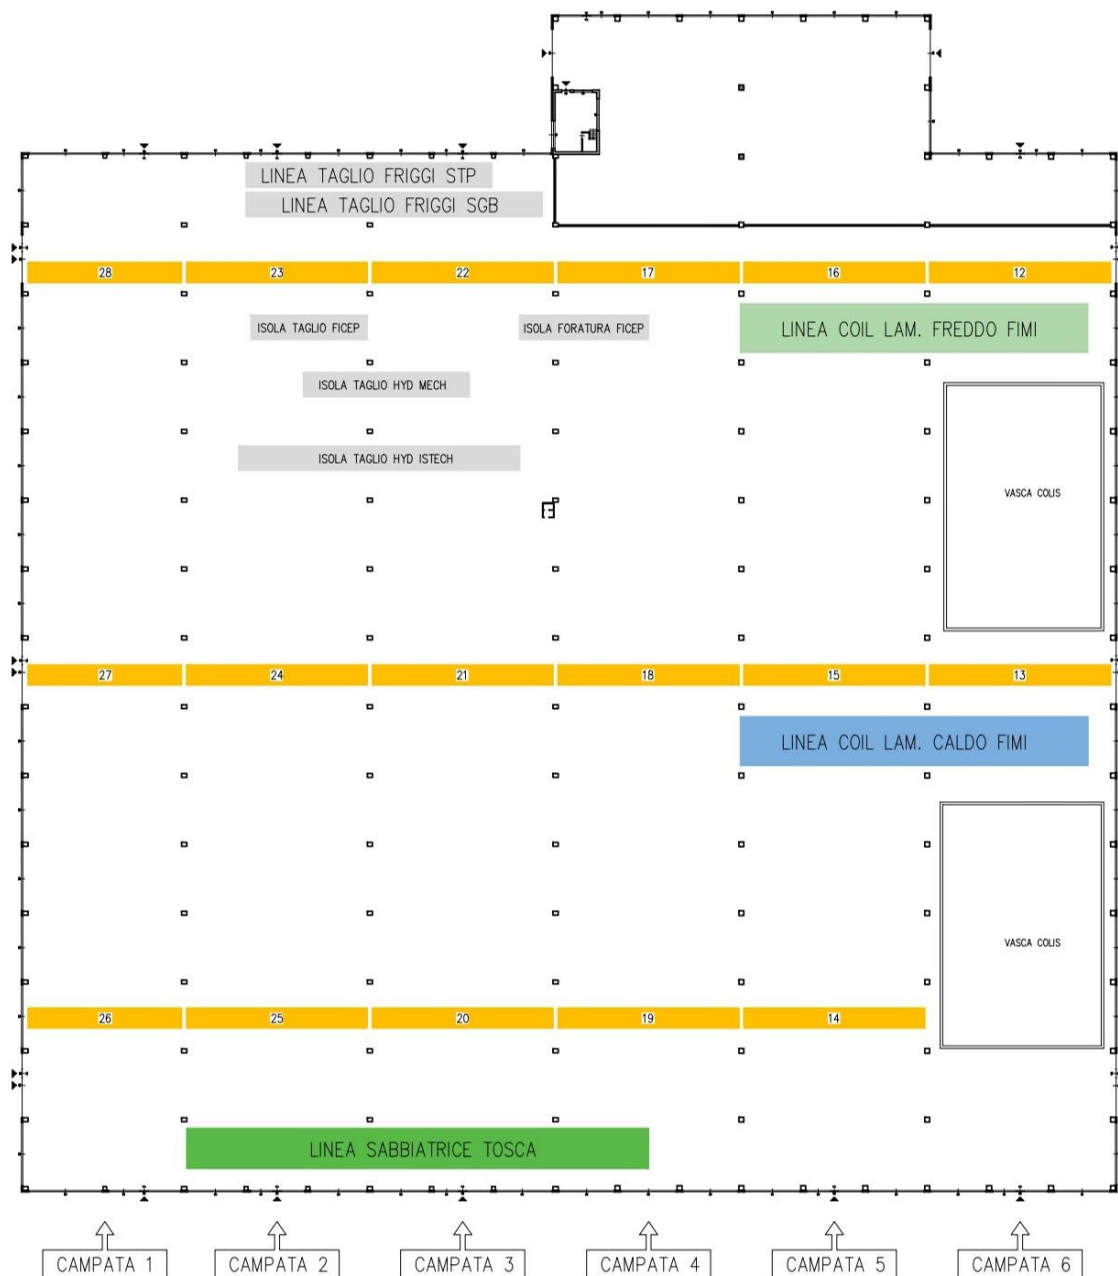 LINEA TAGLIO FRIGGI STP
LINEA TAGLIO FRIGGI SGB
28 23 22 17 16 12
ISOLA TAGLIO FICEP ISOLA FORATURA FICEP LINEA COIL LAM. FREDDO FIMI
ISOLA TAGLIO HYD MECH
ISOLA TAGLIO HYD ISTECH
VASCA COLIS
27 24 21 18 15 13
LINEA COIL LAM. CALDO FIMI
VASCA COLIS
26 25 20 19 14
LINEA SABBIATRICE TOSCA
CAMPATA 1 CAMPATA 2 CAMPATA 3 CAMPATA 4 CAMPATA 5 CAMPATA 6